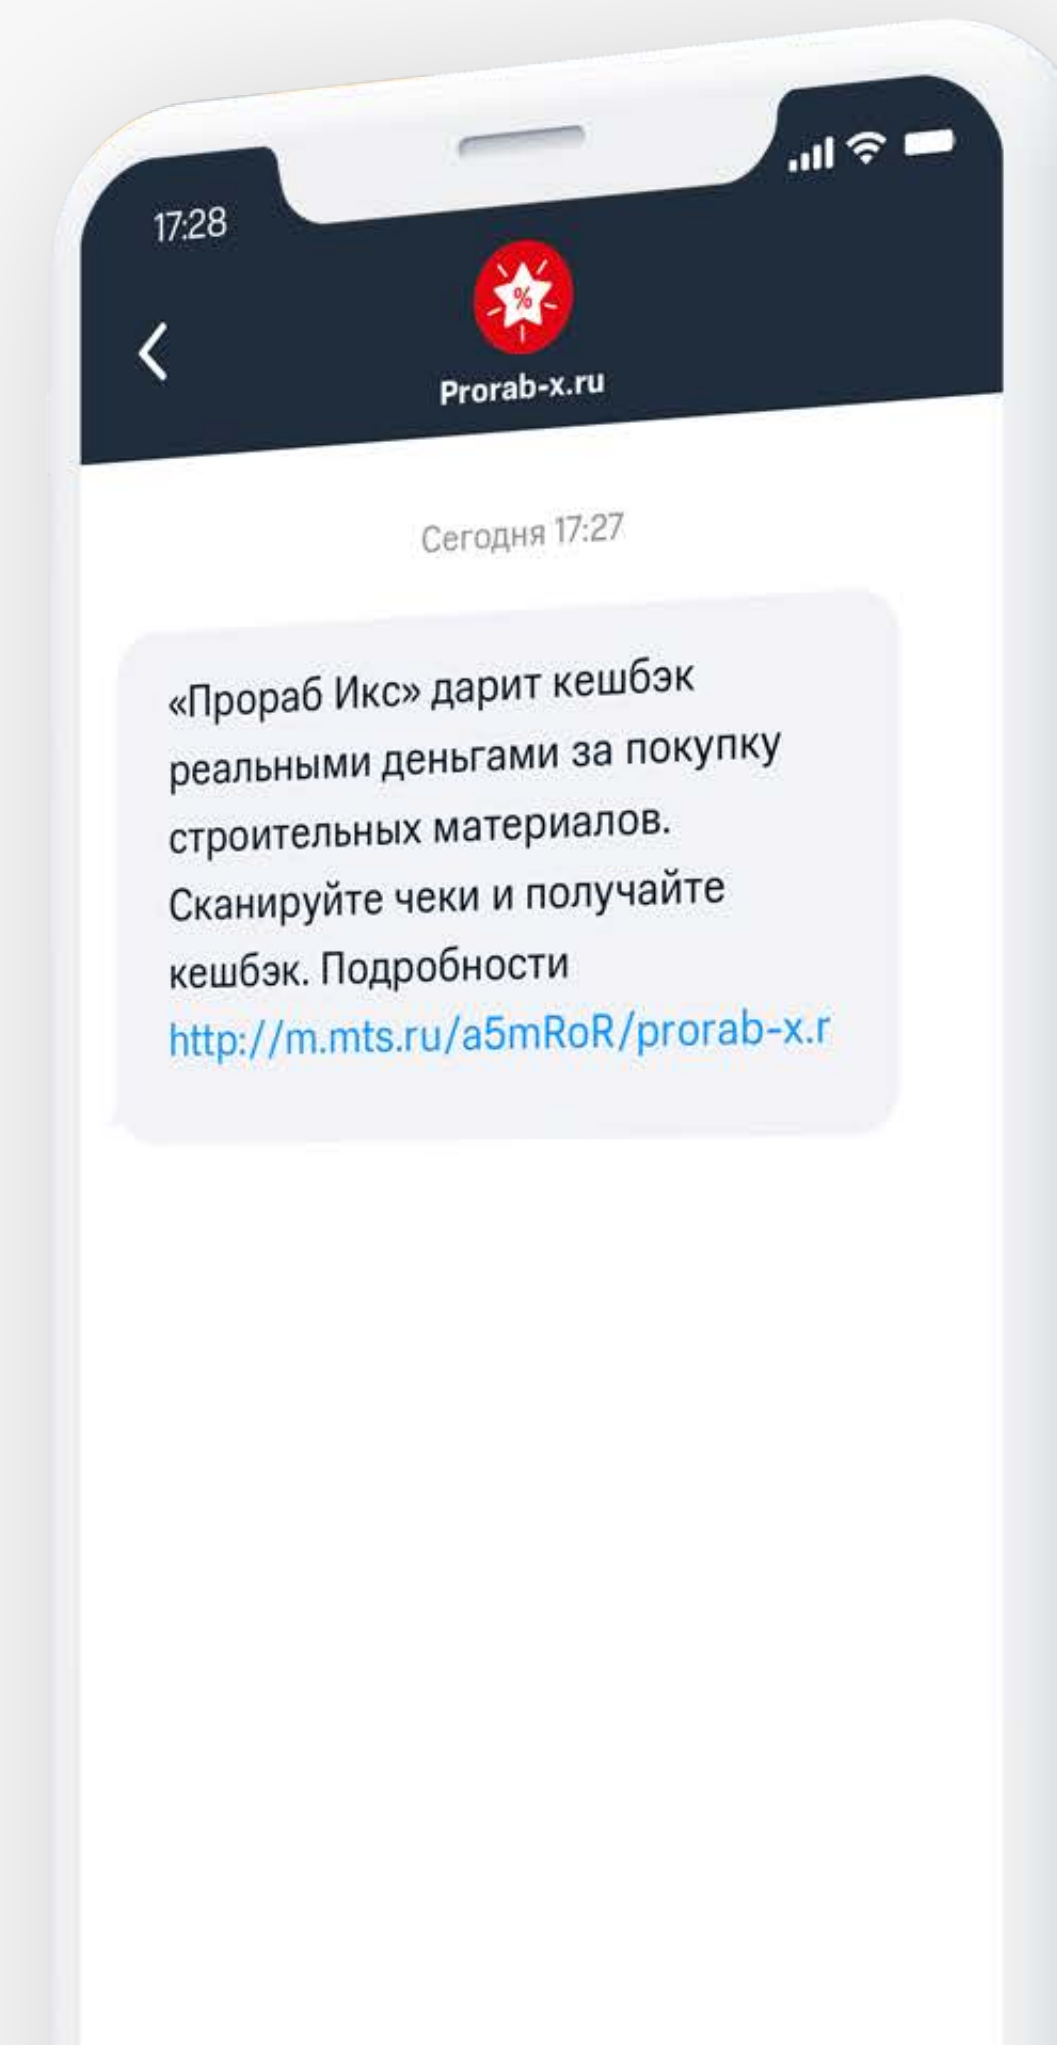 17:28
%
Prorab-x.ru
Сегодня 17:27
«Прораб Икс» дарит кешбэк
реальными деньгами за покупку
строительных материалов.
Сканируйте чеки и получайте
кешбэк. Подробности
http://m.mts.ru/a5mRoR/prorab-x.r